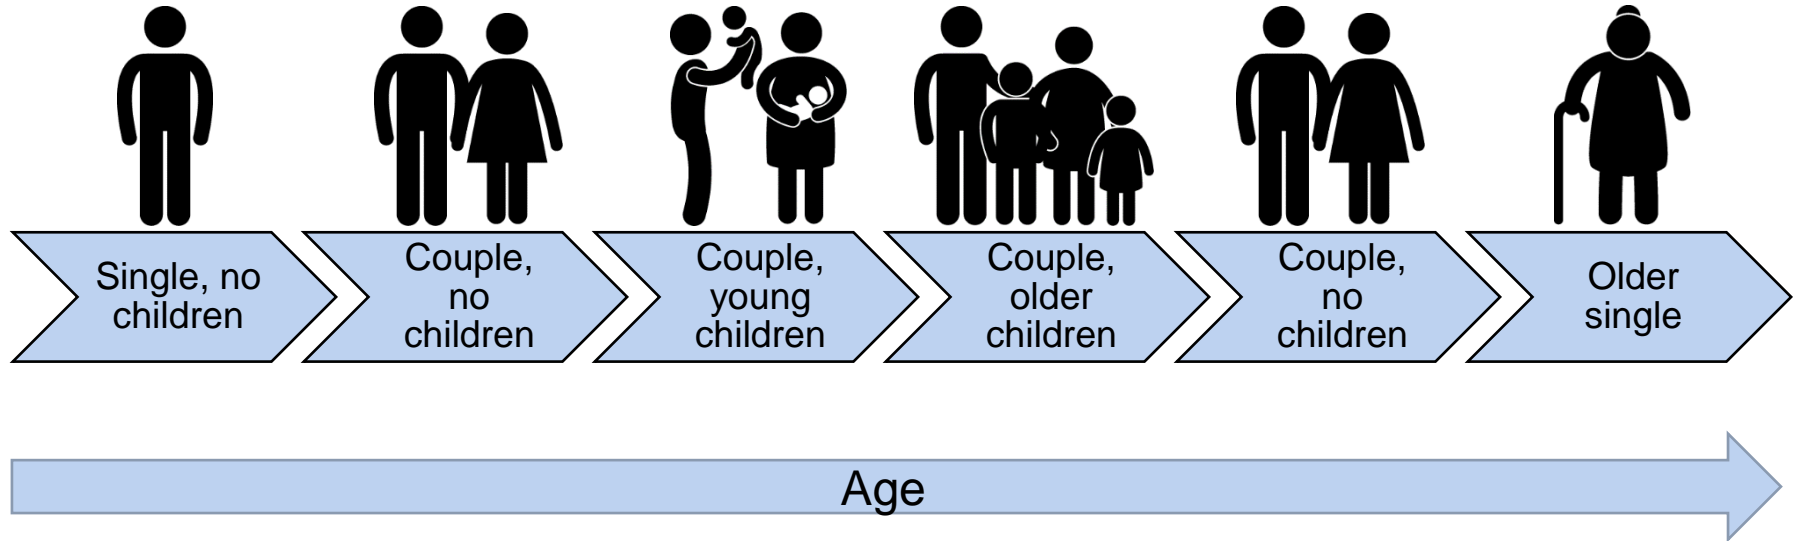 Single, no
children
Couple,
no
children
Couple,
young
children
Couple,
older
children
Couple,
no
children
Older
single
Age